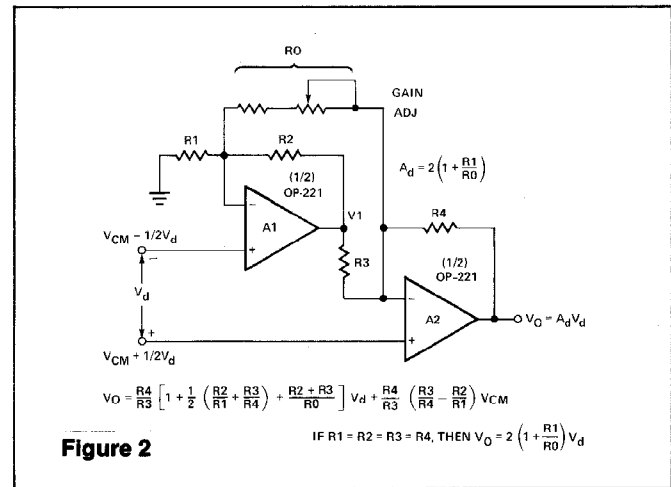 R0
GAIN
ADJ
R1
R2
A_d = 2 (1 + R1/R0)
(1/2)
OP-221
R4
V_CM – 1/2V_d
–
A1
V1
+
–
R3
(1/2)
OP-221
V_d
–
A2
V_O = A_dV_d
+
+
V_CM + 1/2V_d
V_O = R4/R3 [1 + 1/2 (R2/R1 + R3/R4) + R2 + R3/R0] V_d + R4/R3 (R3/R4 – R2/R1) V_CM
IF R1 = R2 = R3 = R4, THEN V_O = 2 (1 + R1/R0) V_d
Figure 2